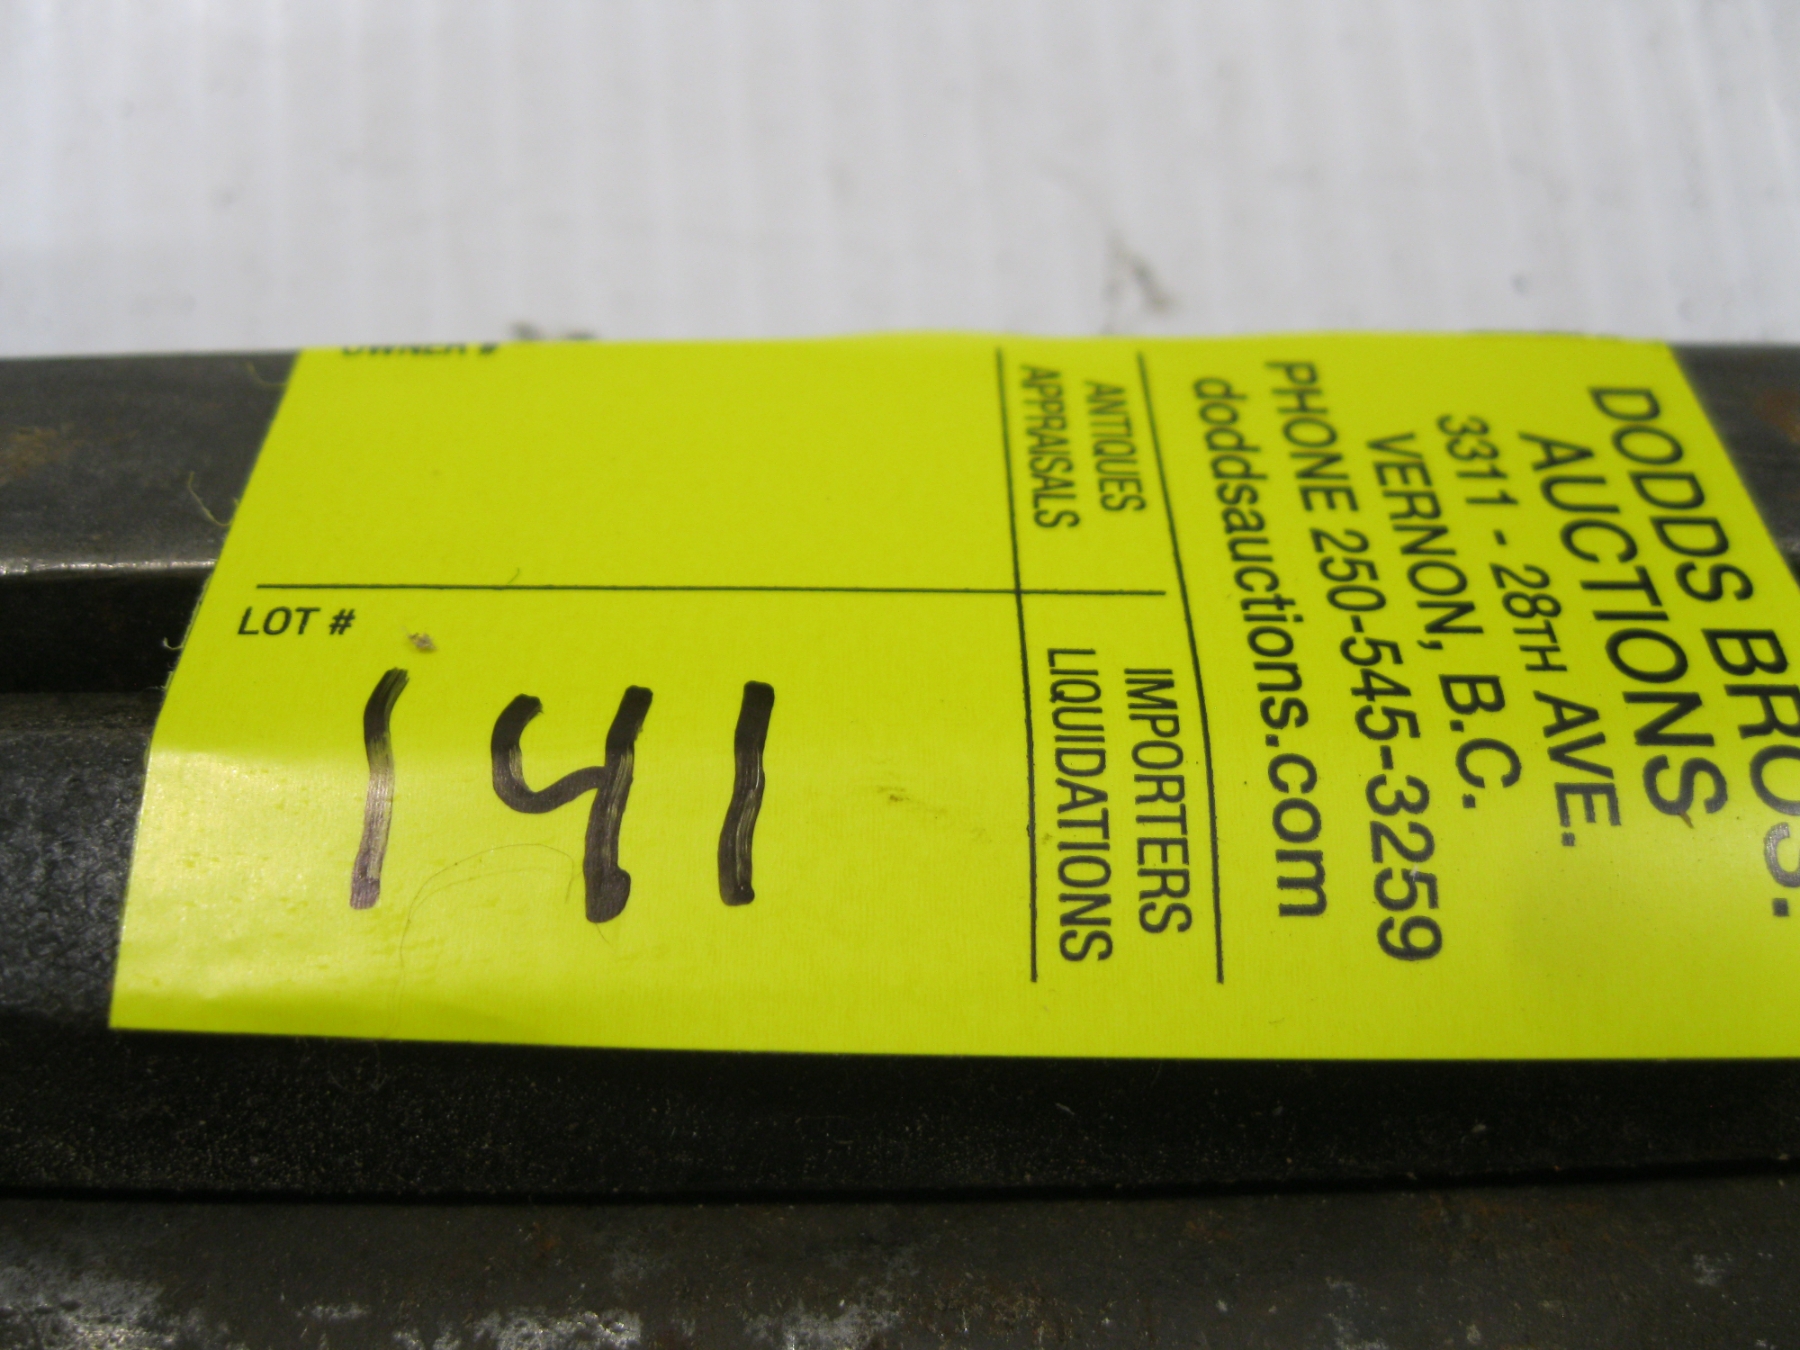 DODDS BROS.
AUCTIONS
3311 - 28TH AVE.
VERNON, B.C.
PHONE 250-545-3259
doddsauctions.com
ANTIQUES IMPORTERS
APPRAISALS LIQUIDATIONS
OWNER #
LOT #
141